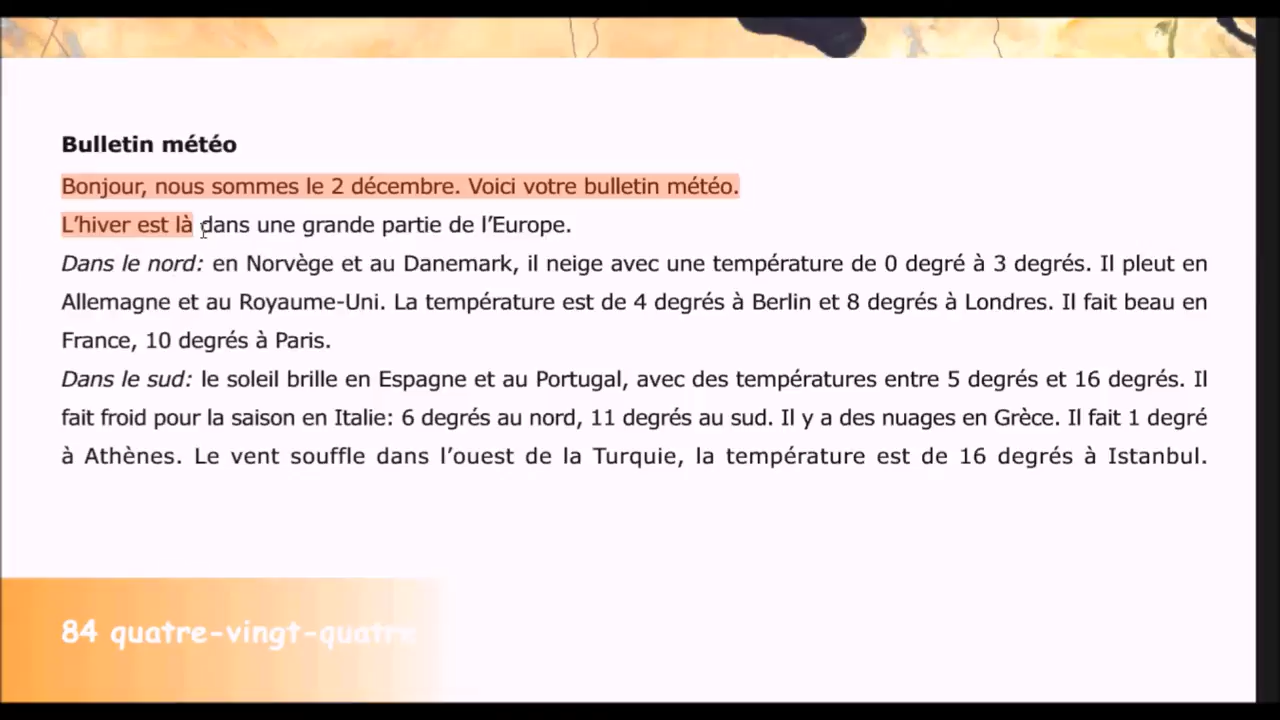 Bulletin météo
Bonjour, nous sommes le 2 décembre. Voici votre bulletin météo.
L’hiver est là dans une grande partie de l’Europe.
Dans le nord: en Norvège et au Danemark, il neige avec une température de 0 degré à 3 degrés. Il pleut en
Allemagne et au Royaume-Uni. La température est de 4 degrés à Berlin et 8 degrés à Londres. Il fait beau en
France, 10 degrés à Paris.
Dans le sud: le soleil brille en Espagne et au Portugal, avec des températures entre 5 degrés et 16 degrés. Il
fait froid pour la saison en Italie: 6 degrés au nord, 11 degrés au sud. Il y a des nuages en Grèce. Il fait 1 degré
à Athènes. Le vent souffle dans l’ouest de la Turquie, la température est de 16 degrés à Istanbul.
84 quatre-vingt-quatre